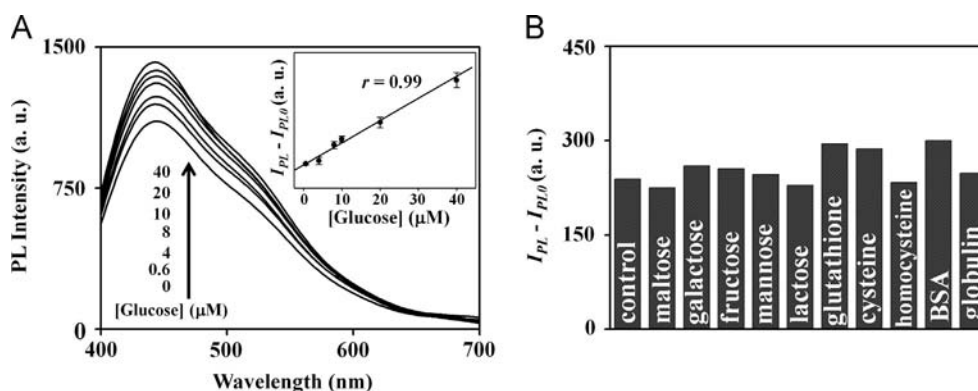 A
1500
750
0
PL Intensity (a. u.)
40
20
10
8
4
0.6
0
[Glucose] (μM)
400
500
600
700
Wavelength (nm)
r = 0.99
I_PL - I_PL0 (a. u.)
0
10
20
30
40
[Glucose] (μM)
B
450
300
150
0
I_PL - I_PL0 (a. u.)
control
maltose
galactose
fructose
mannose
lactose
glutathione
cysteine
homocysteine
BSA
globulin